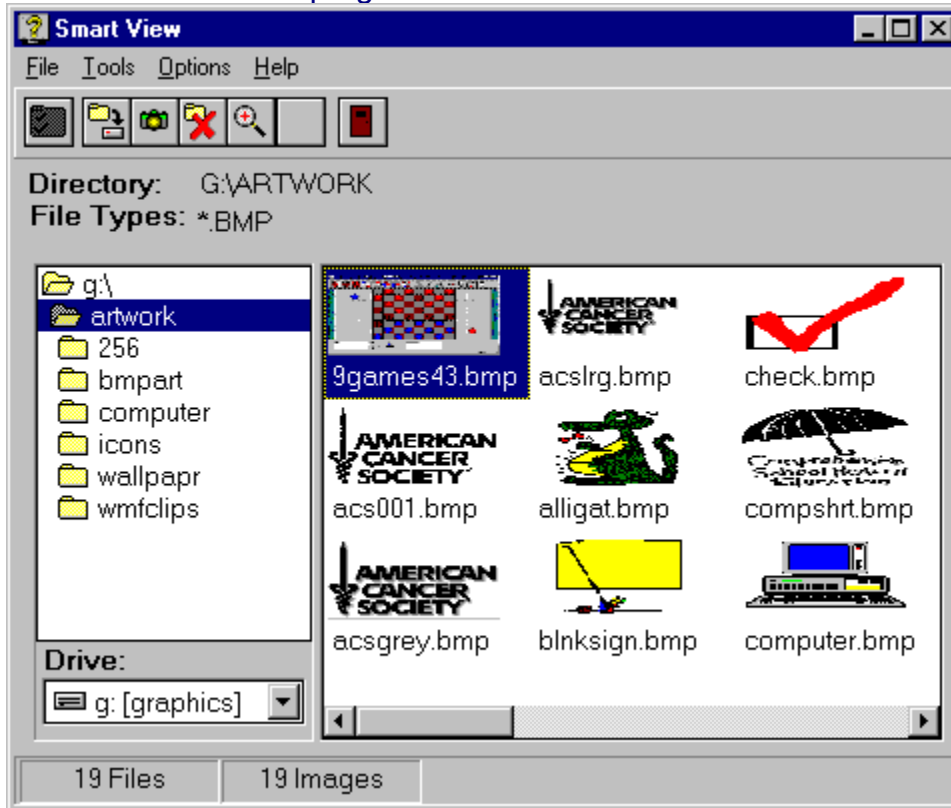 Smart View
File Tools Options Help
Directory: G:\ARTWORK
File Types: *.BMP
g:\
artwork
256
bmpart
computer
icons
wallpapr
wmfclips
Drive:
g: [graphics]
9games43.bmp
AMERICAN
CANCER
SOCIETY
acslrg.bmp
check.bmp
AMERICAN
CANCER
SOCIETY
acs001.bmp
alligat.bmp
compshrt.bmp
AMERICAN
CANCER
SOCIETY
acsgrey.bmp
blnksign.bmp
computer.bmp
19 Files
19 Images